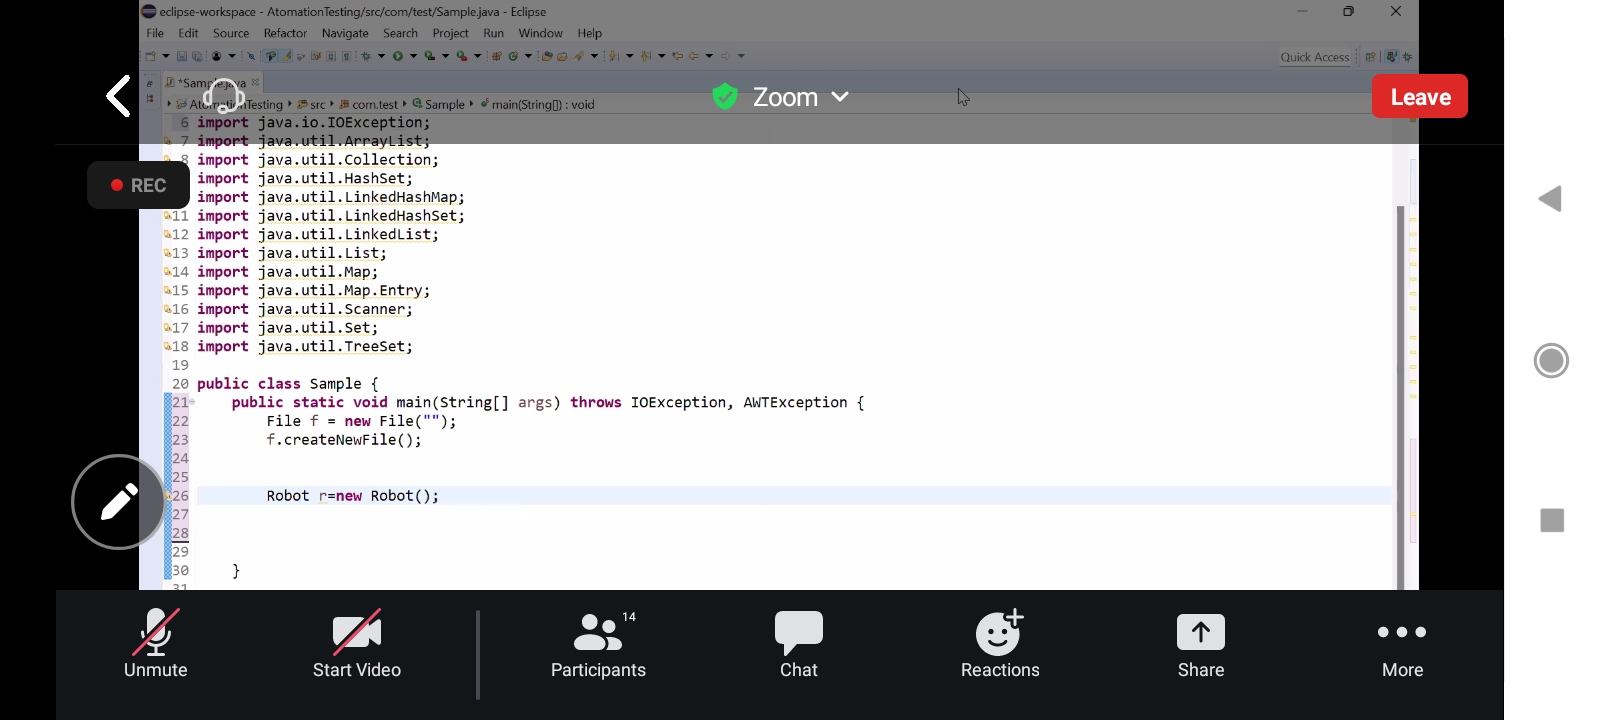 eclipse-workspace - AtomationTesting/src/com/test/Sample.java - Eclipse
File Edit Source Refactor Navigate Search Project Run Window Help
Quick Access
*Sample.java
AtomationTesting src com.test Sample main(String[]) : void
Zoom
Leave
REC
6 import java.io.IOException;
7 import java.util.ArrayList;
8 import java.util.Collection;
import java.util.HashSet;
import java.util.LinkedHashMap;
11 import java.util.LinkedHashSet;
12 import java.util.LinkedList;
13 import java.util.List;
14 import java.util.Map;
15 import java.util.Map.Entry;
16 import java.util.Scanner;
17 import java.util.Set;
18 import java.util.TreeSet;
19
20 public class Sample {
21 public static void main(String[] args) throws IOException, AWTException {
22 File f = new File("");
23 f.createNewFile();
24
25
26 Robot r=new Robot();
27
28
29
30 }
31
Unmute
Start Video
14
Participants
Chat
Reactions
Share
More